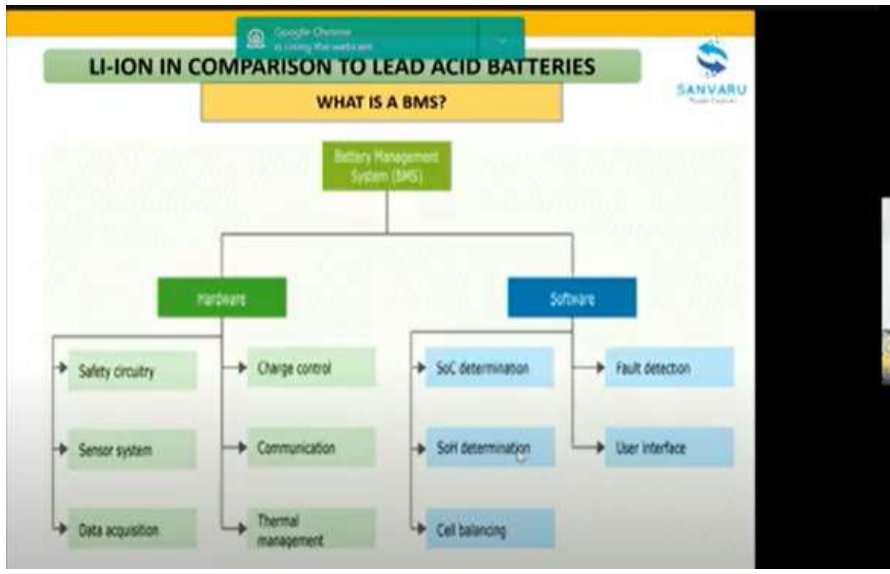 Google Chrome
is using the webcam
LI-ION IN COMPARISON TO LEAD ACID BATTERIES
SANVARU
WHAT IS A BMS?
Battery Management
System (BMS)
Hardware
Software
Safety circuitry
Charge control
SoC determination
Fault detection
Sensor system
Communication
SoH determination
User interface
Data acquisition
Thermal
management
Cell balancing